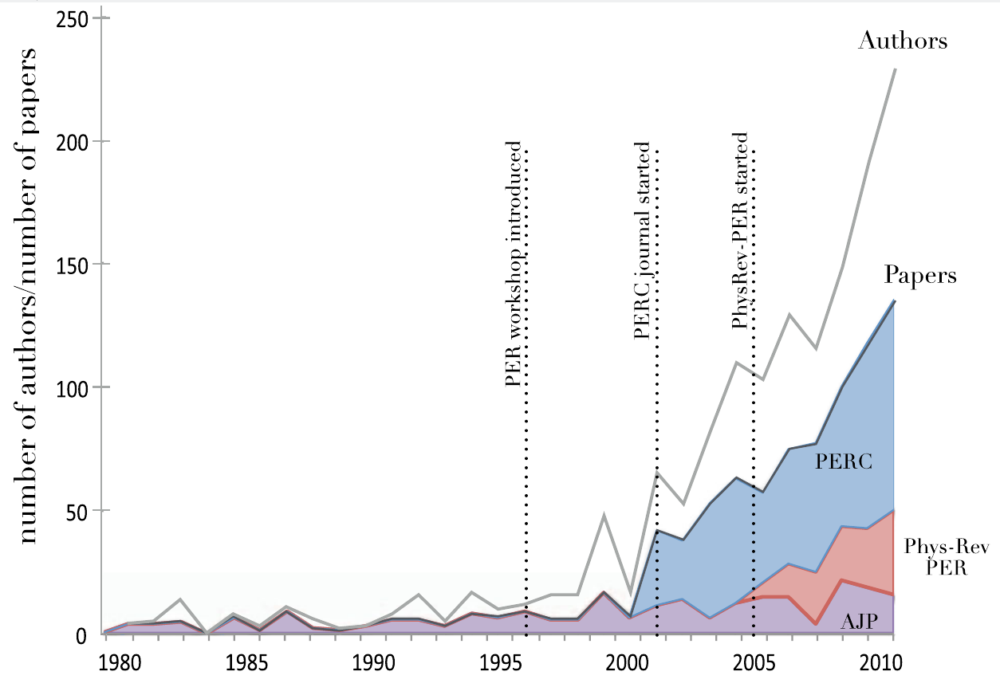 250
200
150
100
50
0
number of authors/number of papers
Authors
Papers
PER workshop introduced
PERC journal started
PhysRev-PER started
PERC
Phys-Rev
PER
AJP
1980
1985
1990
1995
2000
2005
2010